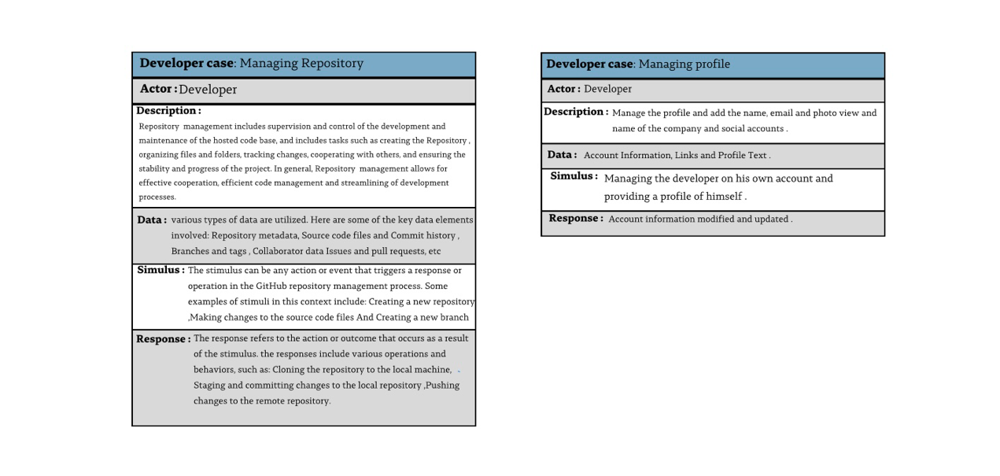 Developer case: Managing Repository
Actor : Developer
Description :
Repository management includes supervision and control of the development and
maintenance of the hosted code base, and includes tasks such as creating the Repository ,
organizing files and folders, tracking changes, cooperating with others, and ensuring the
stability and progress of the project. In general, Repository management allows for
effective cooperation, efficient code management and streamlining of development
processes.
Data : various types of data are utilized. Here are some of the key data elements
involved: Repository metadata, Source code files and Commit history ,
Branches and tags , Collaborator data Issues and pull requests, etc
Simulus : The stimulus can be any action or event that triggers a response or
operation in the GitHub repository management process. Some
examples of stimuli in this context include: Creating a new repository
,Making changes to the source code files And Creating a new branch
Response : The response refers to the action or outcome that occurs as a result
of the stimulus. the responses include various operations and
behaviors, such as: Cloning the repository to the local machine,
Staging and committing changes to the local repository ,Pushing
changes to the remote repository.
Developer case: Managing profile
Actor : Developer
Description : Manage the profile and add the name, email and photo view and
name of the company and social accounts .
Data : Account Information, Links and Profile Text .
Simulus : Managing the developer on his own account and
providing a profile of himself .
Response : Account information modified and updated .